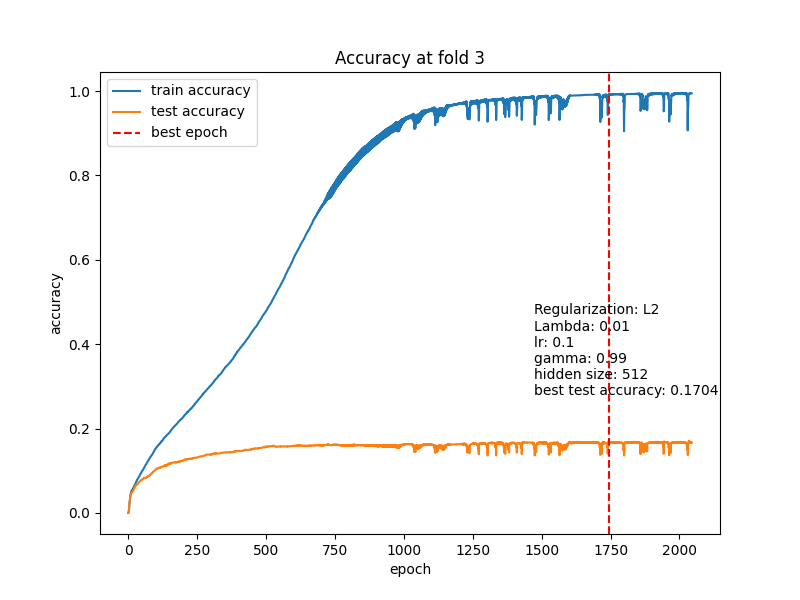 Accuracy at fold 3
train accuracy
test accuracy
best epoch
1.0
0.8
0.6
0.4
0.2
0.0
accuracy
Regularization: L2
Lambda: 0.01
lr: 0.1
gamma: 0.99
hidden size: 512
best test accuracy: 0.1704
0 250 500 750 1000 1250 1500 1750 2000
epoch